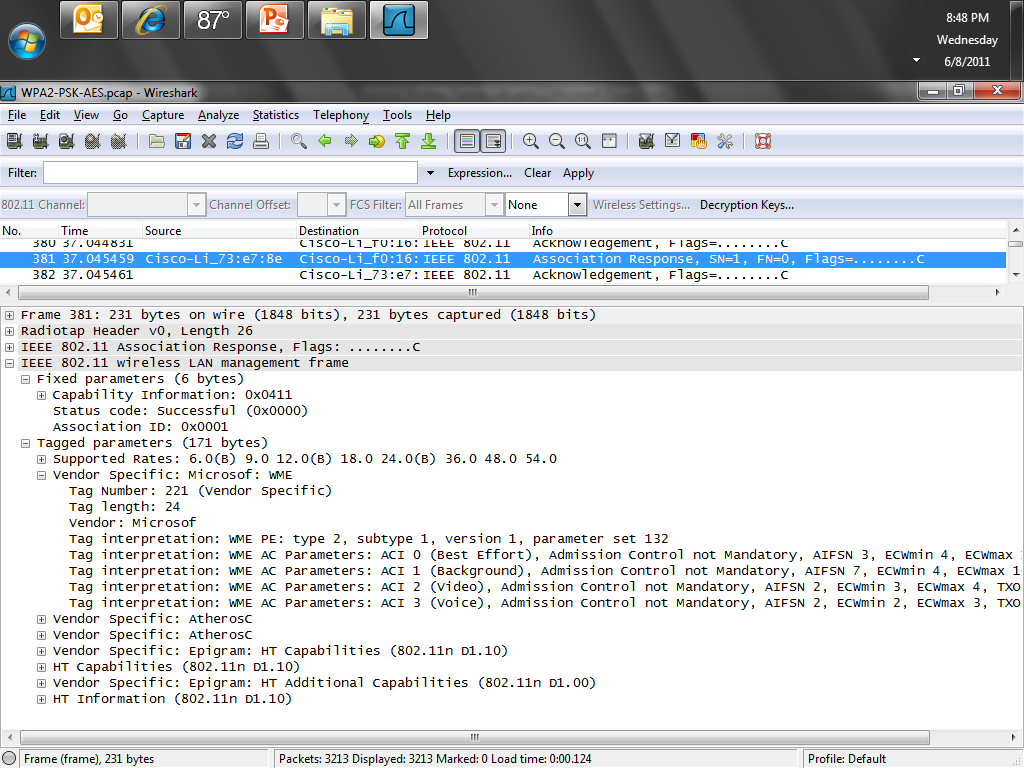 87°
8:48 PM
Wednesday
6/8/2011
WPA2-PSK-AES.pcap - Wireshark
File Edit View Go Capture Analyze Statistics Telephony Tools Help
Filter: Expression... Clear Apply
802.11 Channel: Channel Offset: FCS Filter: All Frames None Wireless Settings... Decryption Keys...
No. Time Source Destination Protocol Info
380 37.044831 Cisco-Li_f0:16: IEEE 802.11 Acknowledgement, Flags=........C
381 37.045459 Cisco-Li_73:e7:8e Cisco-Li_f0:16: IEEE 802.11 Association Response, SN=1, FN=0, Flags=........C
382 37.045461 Cisco-Li_73:e7: IEEE 802.11 Acknowledgement, Flags=........C
Frame 381: 231 bytes on wire (1848 bits), 231 bytes captured (1848 bits)
Radiotap Header v0, Length 26
IEEE 802.11 Association Response, Flags: ........C
IEEE 802.11 wireless LAN management frame
Fixed parameters (6 bytes)
Capability Information: 0x0411
Status code: Successful (0x0000)
Association ID: 0x0001
Tagged parameters (171 bytes)
Supported Rates: 6.0(B) 9.0 12.0(B) 18.0 24.0(B) 36.0 48.0 54.0
Vendor Specific: Microsof: WME
Tag Number: 221 (Vendor Specific)
Tag length: 24
Vendor: Microsof
Tag interpretation: WME PE: type 2, subtype 1, version 1, parameter set 132
Tag interpretation: WME AC Parameters: ACI 0 (Best Effort), Admission Control not Mandatory, AIFSN 3, ECWmin 4, ECWmax
Tag interpretation: WME AC Parameters: ACI 1 (Background), Admission Control not Mandatory, AIFSN 7, ECWmin 4, ECWmax 1
Tag interpretation: WME AC Parameters: ACI 2 (Video), Admission Control not Mandatory, AIFSN 2, ECWmin 3, ECWmax 4, TXO
Tag interpretation: WME AC Parameters: ACI 3 (Voice), Admission Control not Mandatory, AIFSN 2, ECWmin 2, ECWmax 3, TXO
Vendor Specific: AtherosC
Vendor Specific: AtherosC
Vendor Specific: Epigram: HT Capabilities (802.11n D1.10)
HT Capabilities (802.11n D1.10)
Vendor Specific: Epigram: HT Additional Capabilities (802.11n D1.00)
HT Information (802.11n D1.10)
Frame (frame), 231 bytes Packets: 3213 Displayed: 3213 Marked: 0 Load time: 0:00.124 Profile: Default